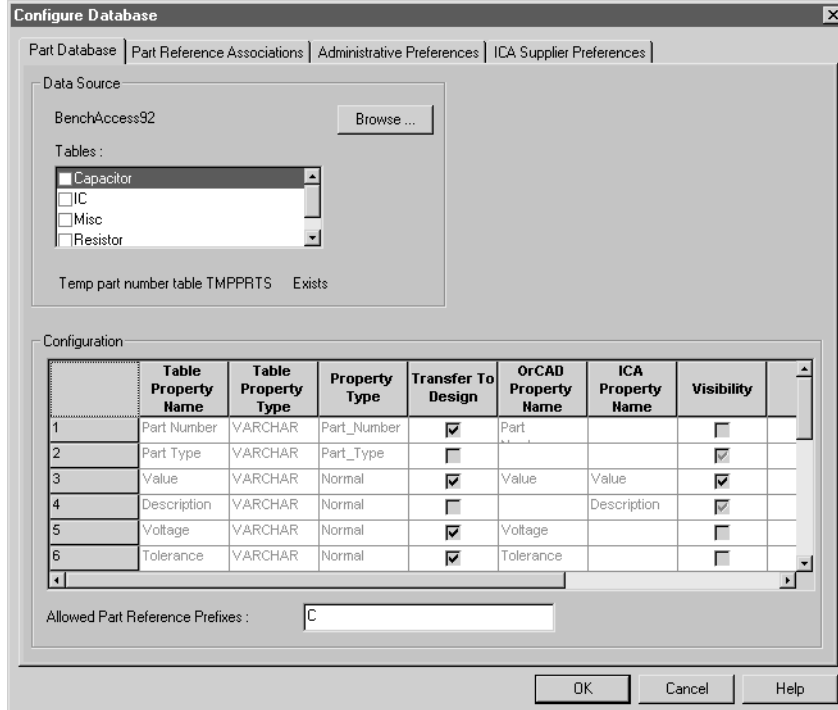 Configure Database
Part Database Part Reference Associations Administrative Preferences ICA Supplier Preferences
Data Source
BenchAccess92 Browse ...
Tables :
Capacitor
IC
Misc
Resistor
Temp part number table TMPPRTS Exists
Configuration
Table Property Name Table Property Type Property Type Transfer To Design OrCAD Property Name ICA Property Name Visibility
1 Part Number VARCHAR Part_Number Part
2 Part Type VARCHAR Part_Type
3 Value VARCHAR Normal Value Value
4 Description VARCHAR Normal Description
5 Voltage VARCHAR Normal Voltage
6 Tolerance VARCHAR Normal Tolerance
Allowed Part Reference Prefixes : C
OK Cancel Help